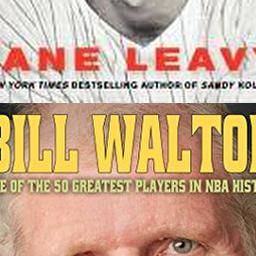 ANE LEAVY
W YORK TIMES BESTSELLING AUTHOR OF SANDY KOU
BILL WALTON
E OF THE 50 GREATEST PLAYERS IN NBA HIST